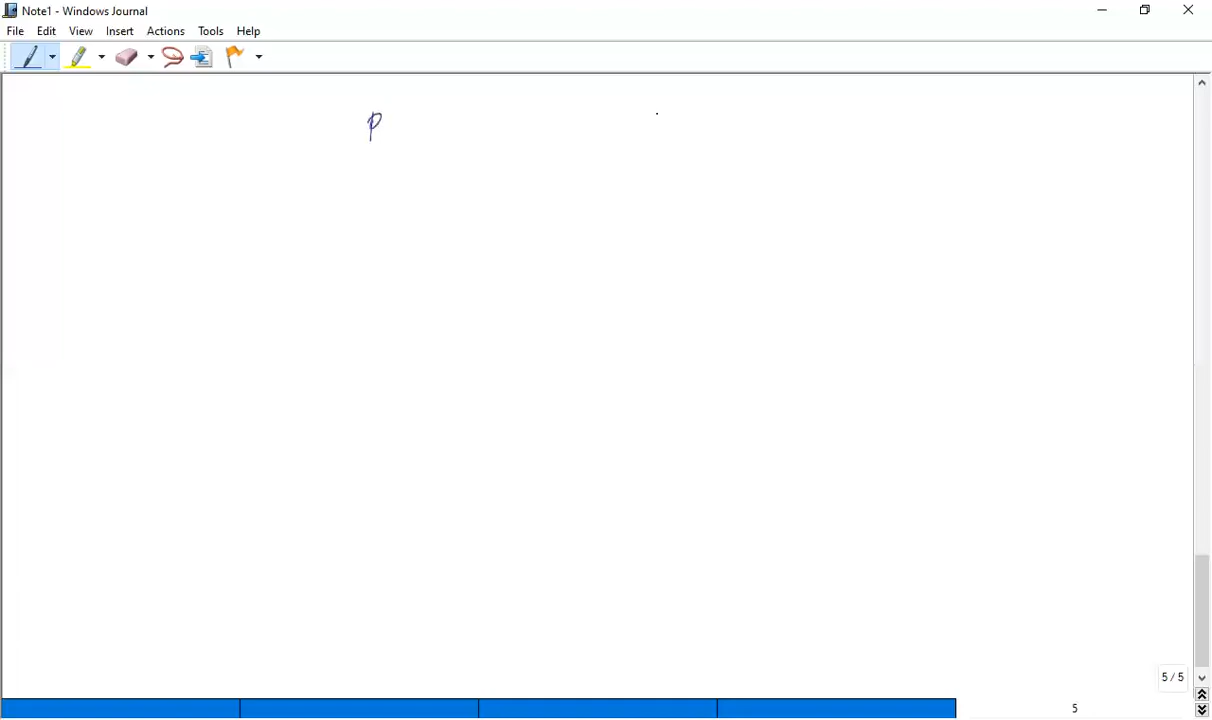 Note1 - Windows Journal
File Edit View Insert Actions Tools Help
p
5 / 5
5